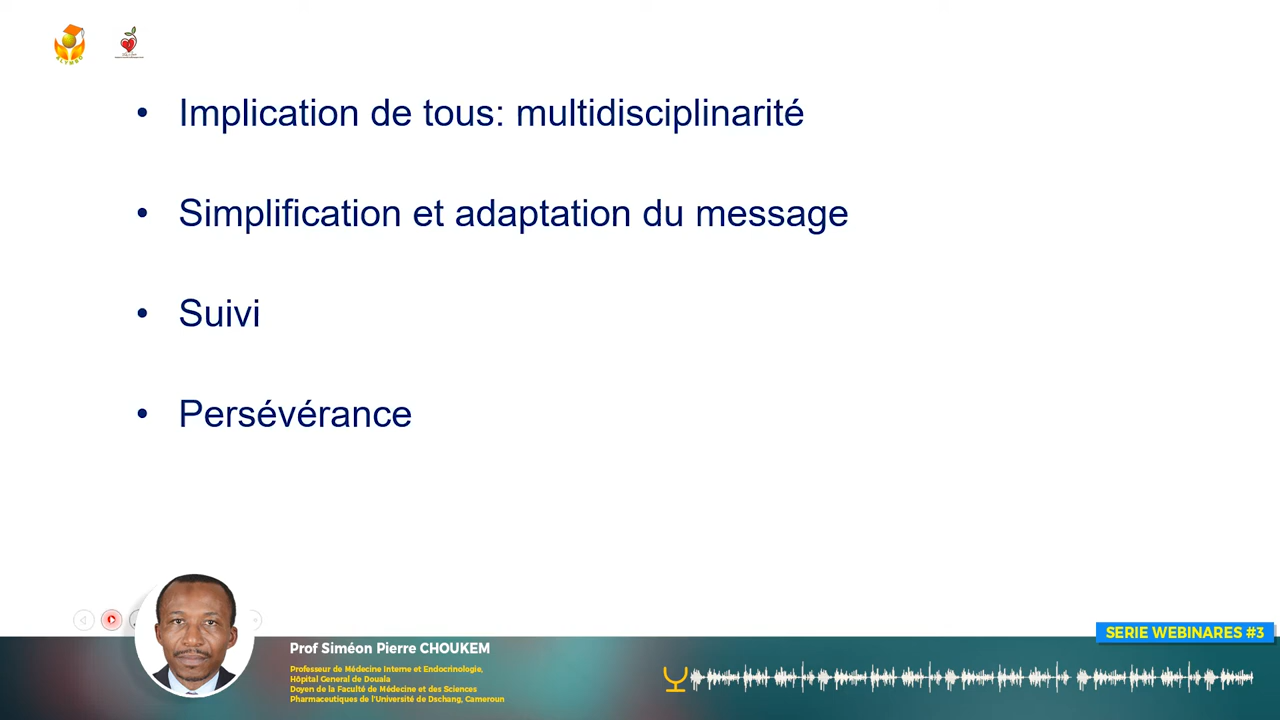 • Implication de tous: multidisciplinarité
• Simplification et adaptation du message
• Suivi
• Persévérance
SERIE WEBINARES #3
Prof Siméon Pierre CHOUKEM
Professeur de Médecine Interne et Endocrinologie,
Hôpital General de Douala
Doyen de la Faculté de Médecine et des Sciences
Pharmaceutiques de l'Université de Dschang, Cameroun